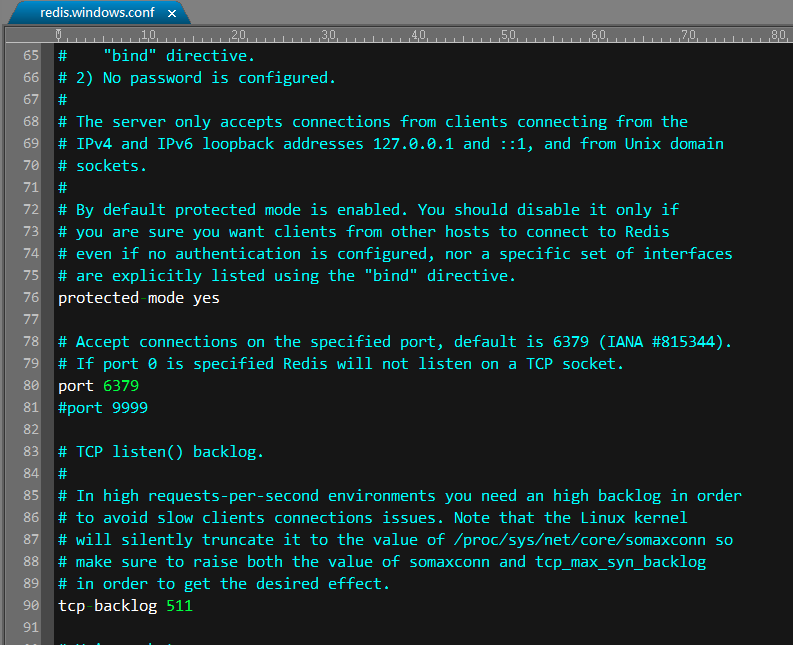 redis.windows.conf ×
0 10 20 30 40 50 60 70 80
65 #    "bind" directive.
66 # 2) No password is configured.
67 #
68 # The server only accepts connections from clients connecting from the
69 # IPv4 and IPv6 loopback addresses 127.0.0.1 and ::1, and from Unix domain
70 # sockets.
71 #
72 # By default protected mode is enabled. You should disable it only if
73 # you are sure you want clients from other hosts to connect to Redis
74 # even if no authentication is configured, nor a specific set of interfaces
75 # are explicitly listed using the "bind" directive.
76 protected-mode yes
77
78 # Accept connections on the specified port, default is 6379 (IANA #815344).
79 # If port 0 is specified Redis will not listen on a TCP socket.
80 port 6379
81 #port 9999
82
83 # TCP listen() backlog.
84 #
85 # In high requests-per-second environments you need an high backlog in order
86 # to avoid slow clients connections issues. Note that the Linux kernel
87 # will silently truncate it to the value of /proc/sys/net/core/somaxconn so
88 # make sure to raise both the value of somaxconn and tcp_max_syn_backlog
89 # in order to get the desired effect.
90 tcp-backlog 511
91